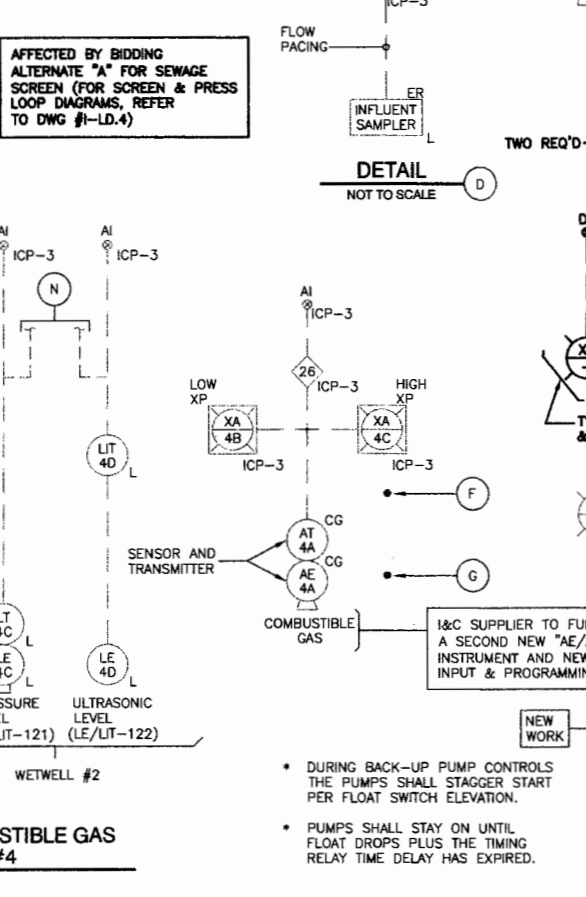 ICP-3
FLOW
PACING
AFFECTED BY BIDDING
ALTERNATE "A" FOR SEWAGE
SCREEN (FOR SCREEN & PRESS
LOOP DIAGRAMS, REFER
TO DWG #I-LD.4)
ER
INFLUENT
SAMPLER
L
TWO REQ'D-
DETAIL
NOT TO SCALE
D
AI
ICP-3
AI
ICP-3
N
AI
ICP-3
26
ICP-3
LOW
XP
XA
4B
ICP-3
HIGH
XP
XA
4C
ICP-3
LIT
4D
L
F
AT
4A
CG
SENSOR AND
TRANSMITTER
AE
4A
CG
G
COMBUSTIBLE
GAS
I&C SUPPLIER TO FU
A SECOND NEW "AE/
INSTRUMENT AND NEW
INPUT & PROGRAMMIN
LT
4C
L
LE
4C
L
LE
4D
L
SSURE
EL
LIT-121)
ULTRASONIC
LEVEL
(LE/LIT-122)
WETWELL #2
NEW
WORK
* DURING BACK-UP PUMP CONTROLS
THE PUMPS SHALL STAGGER START
PER FLOAT SWITCH ELEVATION.
* PUMPS SHALL STAY ON UNTIL
FLOAT DROPS PLUS THE TIMING
RELAY TIME DELAY HAS EXPIRED.
STIBLE GAS
#4